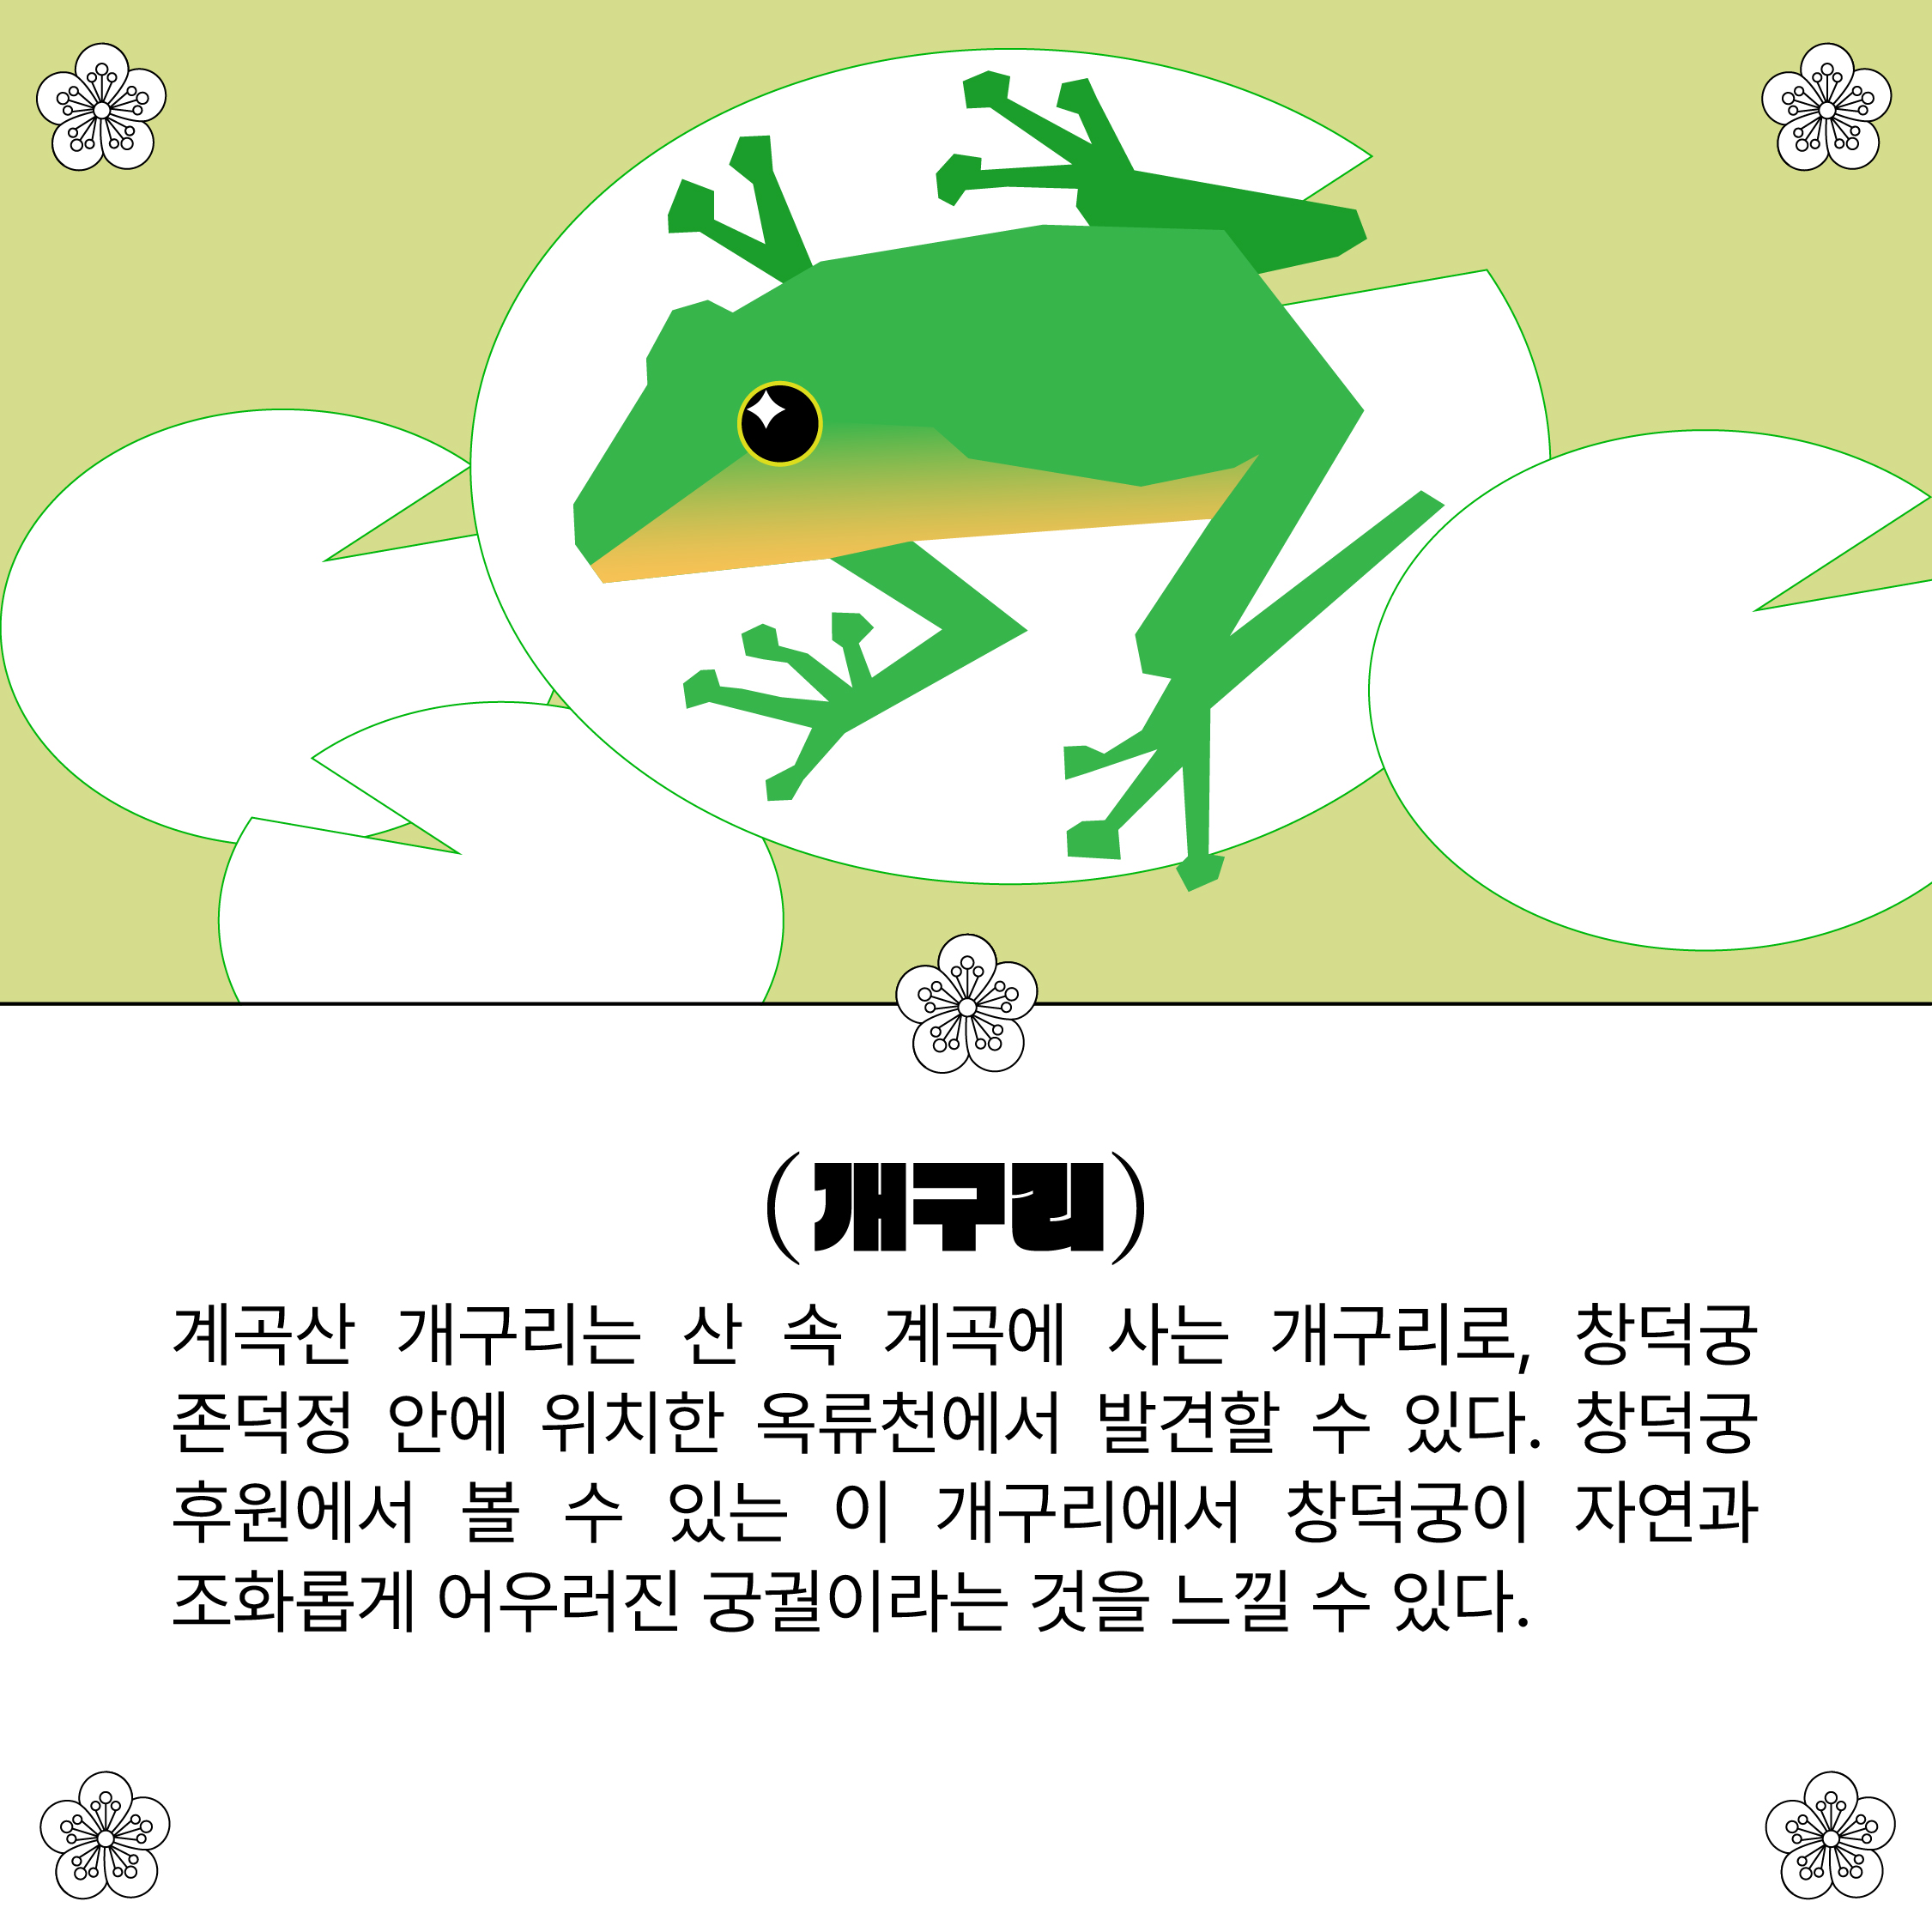 (개구리)
계곡산 개구리는 산 속 계곡에 사는 개구리로, 창덕궁
존덕정 안에 위치한 옥류천에서 발견할 수 있다. 창덕궁
후원에서 볼 수 있는 이 개구리에서 창덕궁이 자연과
조화롭게 어우러진 궁궐이라는 것을 느낄 수 있다.